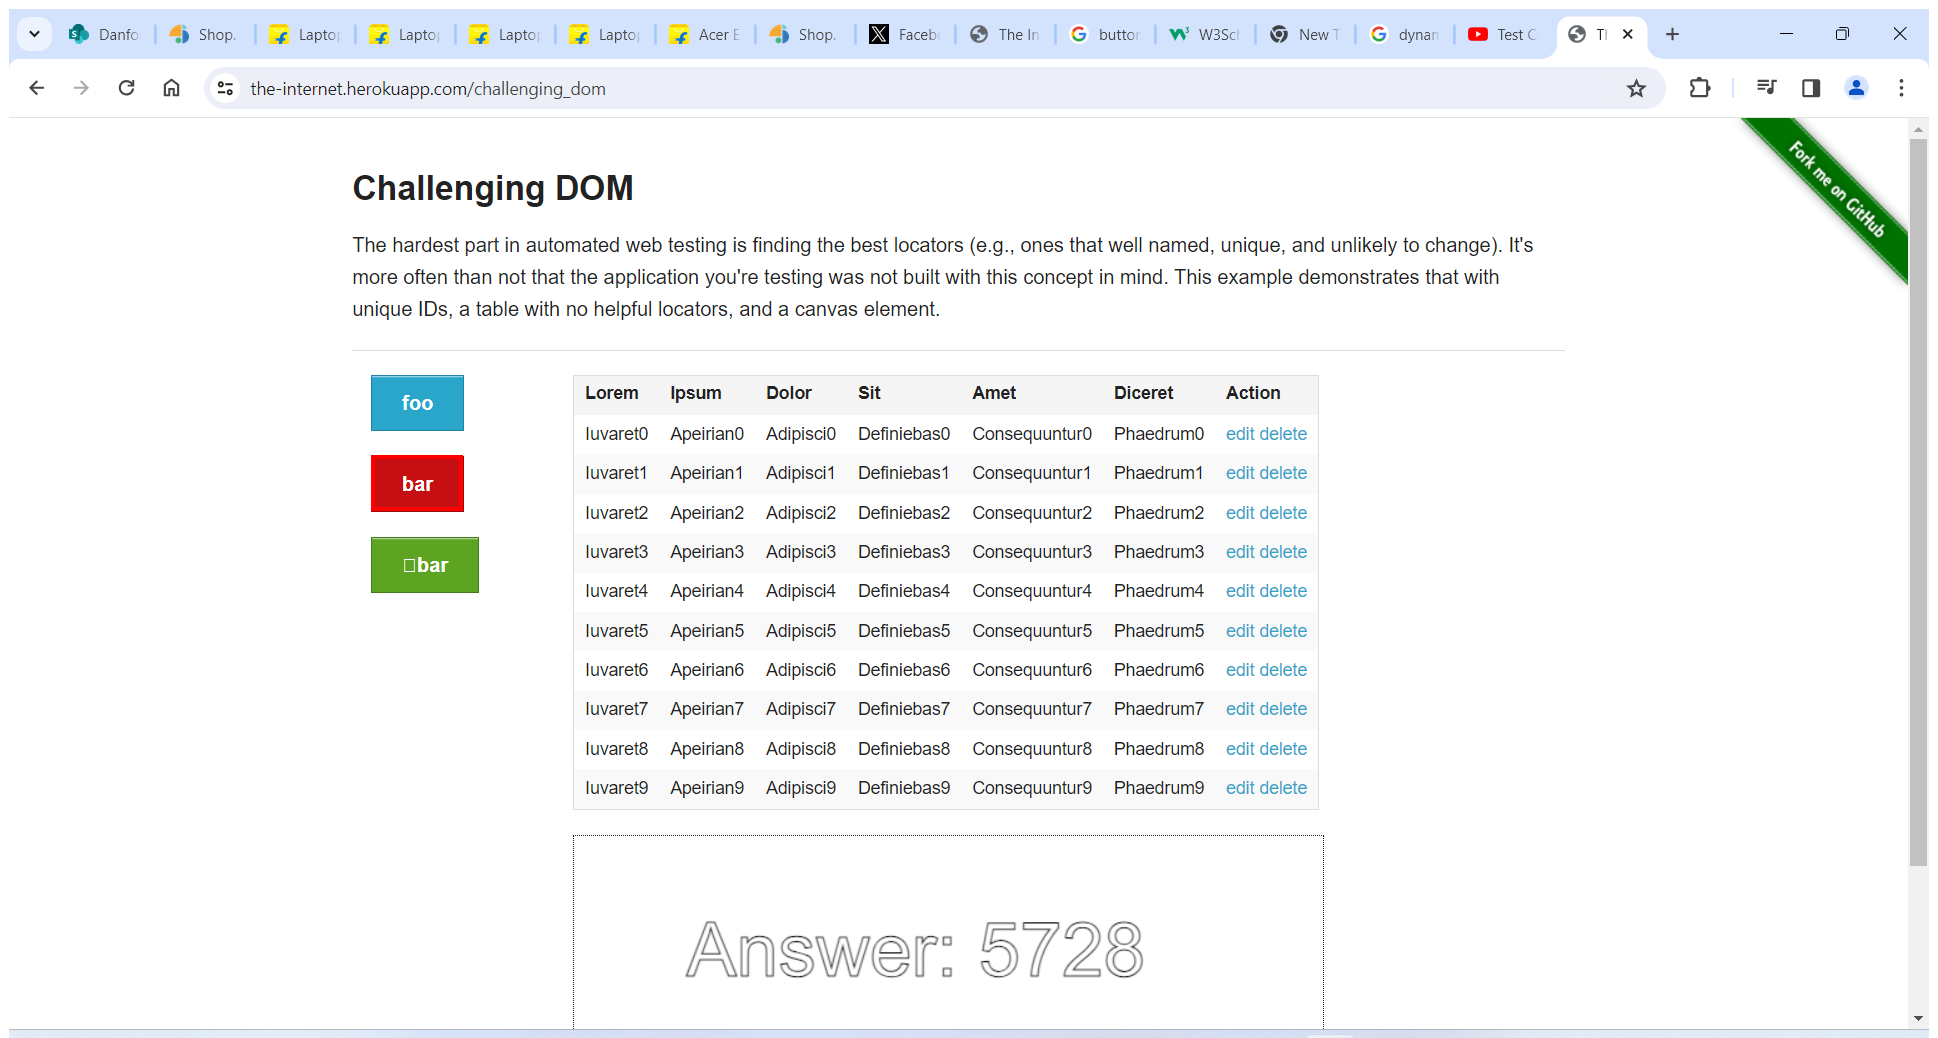 Danfo
Shop.
Lapto
Lapto
Lapto
Lapto
Acer E
Shop.
Faceb
The In
buttor
W3Scl
New T
dynan
Test C
Th
the-internet.herokuapp.com/challenging_dom
Fork me on GitHub
Challenging DOM
The hardest part in automated web testing is finding the best locators (e.g., ones that well named, unique, and unlikely to change). It's
more often than not that the application you're testing was not built with this concept in mind. This example demonstrates that with
unique IDs, a table with no helpful locators, and a canvas element.
foo
bar
bar
Lorem Ipsum Dolor Sit Amet Diceret Action
Iuvaret0 Apeirian0 Adipisci0 Definiebas0 Consequuntur0 Phaedrum0 edit delete
Iuvaret1 Apeirian1 Adipisci1 Definiebas1 Consequuntur1 Phaedrum1 edit delete
Iuvaret2 Apeirian2 Adipisci2 Definiebas2 Consequuntur2 Phaedrum2 edit delete
Iuvaret3 Apeirian3 Adipisci3 Definiebas3 Consequuntur3 Phaedrum3 edit delete
Iuvaret4 Apeirian4 Adipisci4 Definiebas4 Consequuntur4 Phaedrum4 edit delete
Iuvaret5 Apeirian5 Adipisci5 Definiebas5 Consequuntur5 Phaedrum5 edit delete
Iuvaret6 Apeirian6 Adipisci6 Definiebas6 Consequuntur6 Phaedrum6 edit delete
Iuvaret7 Apeirian7 Adipisci7 Definiebas7 Consequuntur7 Phaedrum7 edit delete
Iuvaret8 Apeirian8 Adipisci8 Definiebas8 Consequuntur8 Phaedrum8 edit delete
Iuvaret9 Apeirian9 Adipisci9 Definiebas9 Consequuntur9 Phaedrum9 edit delete
Answer: 5728